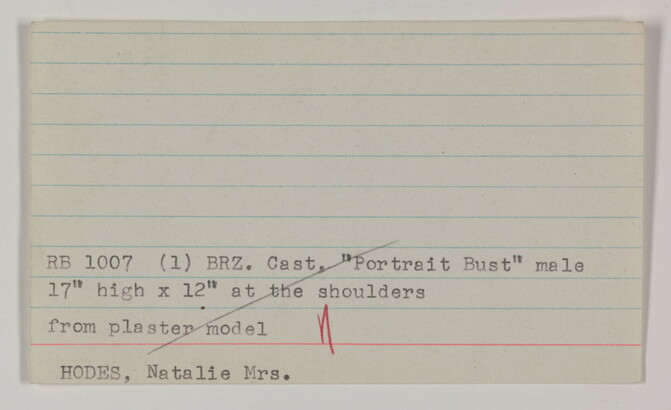 RB 1007 (1) BRZ. Cast. "Portrait Bust" male
17" high x 12" at the shoulders
from plaster model
HODES, Natalie Mrs.